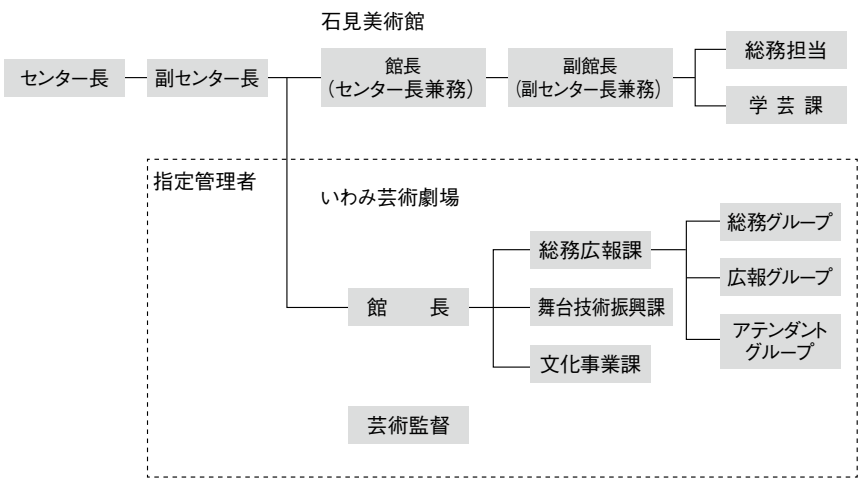 石見美術館
センター長
副センター長
館長
(センター長兼務)
副館長
(副センター長兼務)
総務担当
学芸課
指定管理者
いわみ芸術劇場
館　長
総務広報課
舞台技術振興課
文化事業課
総務グループ
広報グループ
アテンダント
グループ
芸術監督